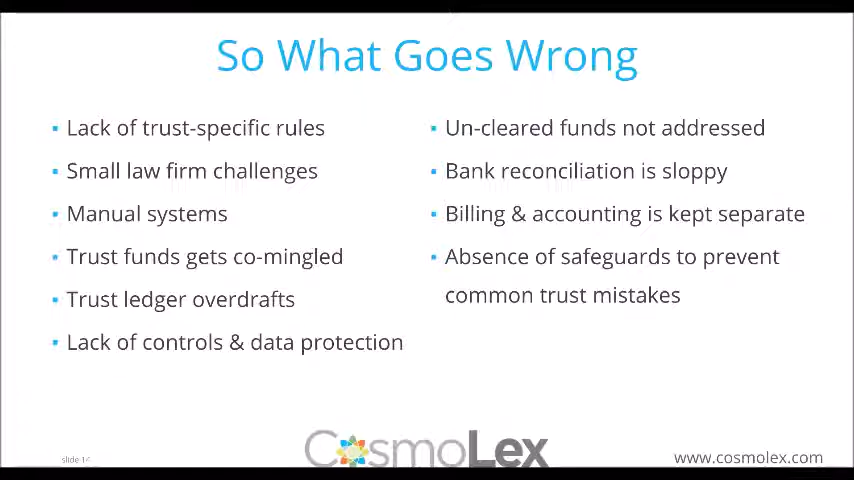 So What Goes Wrong
Lack of trust-specific rules
Small law firm challenges
Manual systems
Trust funds gets co-mingled
Trust ledger overdrafts
Lack of controls & data protection
Un-cleared funds not addressed
Bank reconciliation is sloppy
Billing & accounting is kept separate
Absence of safeguards to prevent
common trust mistakes
slide
CosmoLex
www.cosmolex.com